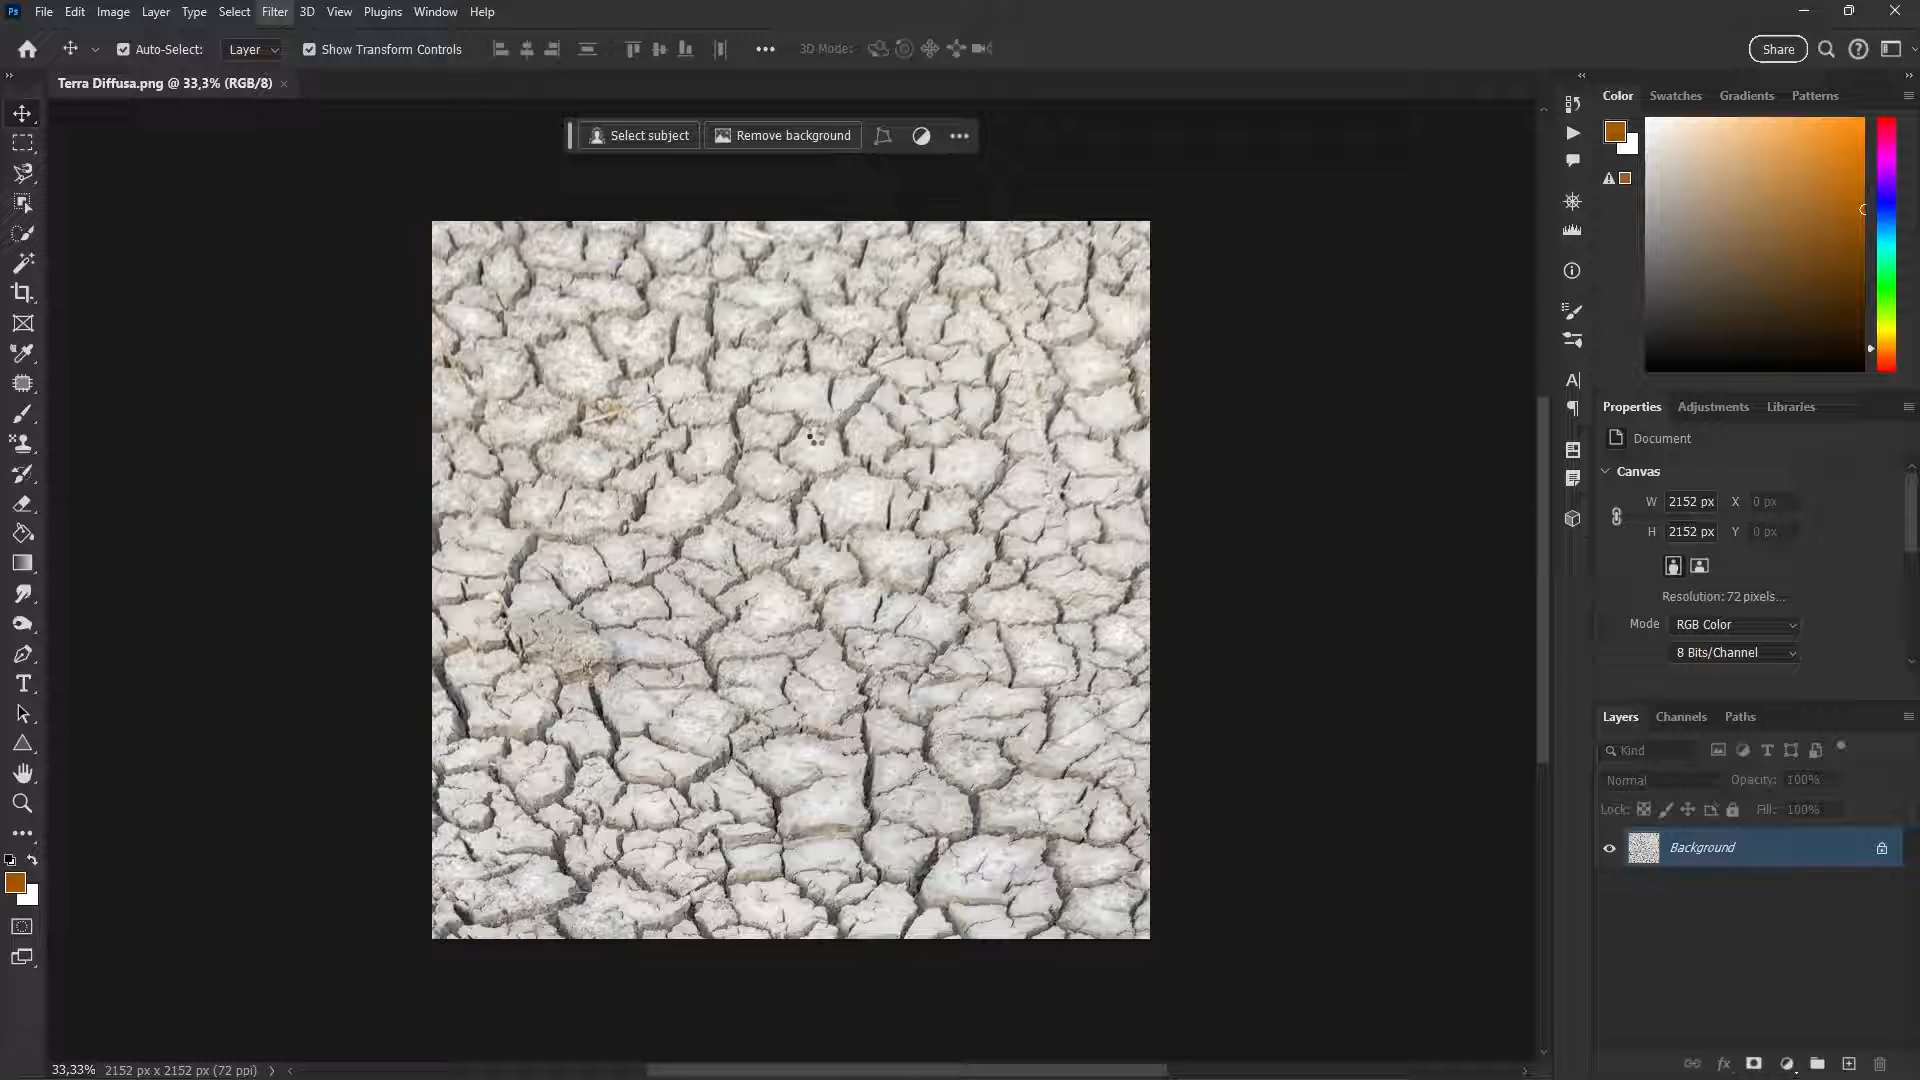 Ps File Edit Image Layer Type Select Filter 3D View Plugins Window Help
Auto-Select: Layer Show Transform Controls 3D Mode: Share
Terra Diffusa.png @ 33,3% (RGB/8)
Select subject Remove background
Color Swatches Gradients Patterns
Properties Adjustments Libraries
Document
Canvas
W 2152 px X 0 px
H 2152 px Y 0 px
Resolution: 72 pixels...
Mode RGB Color
8 Bits/Channel
Layers Channels Paths
Kind
Normal Opacity: 100%
Lock: Fill: 100%
Background
33,33% 2152 px x 2152 px (72 ppi)